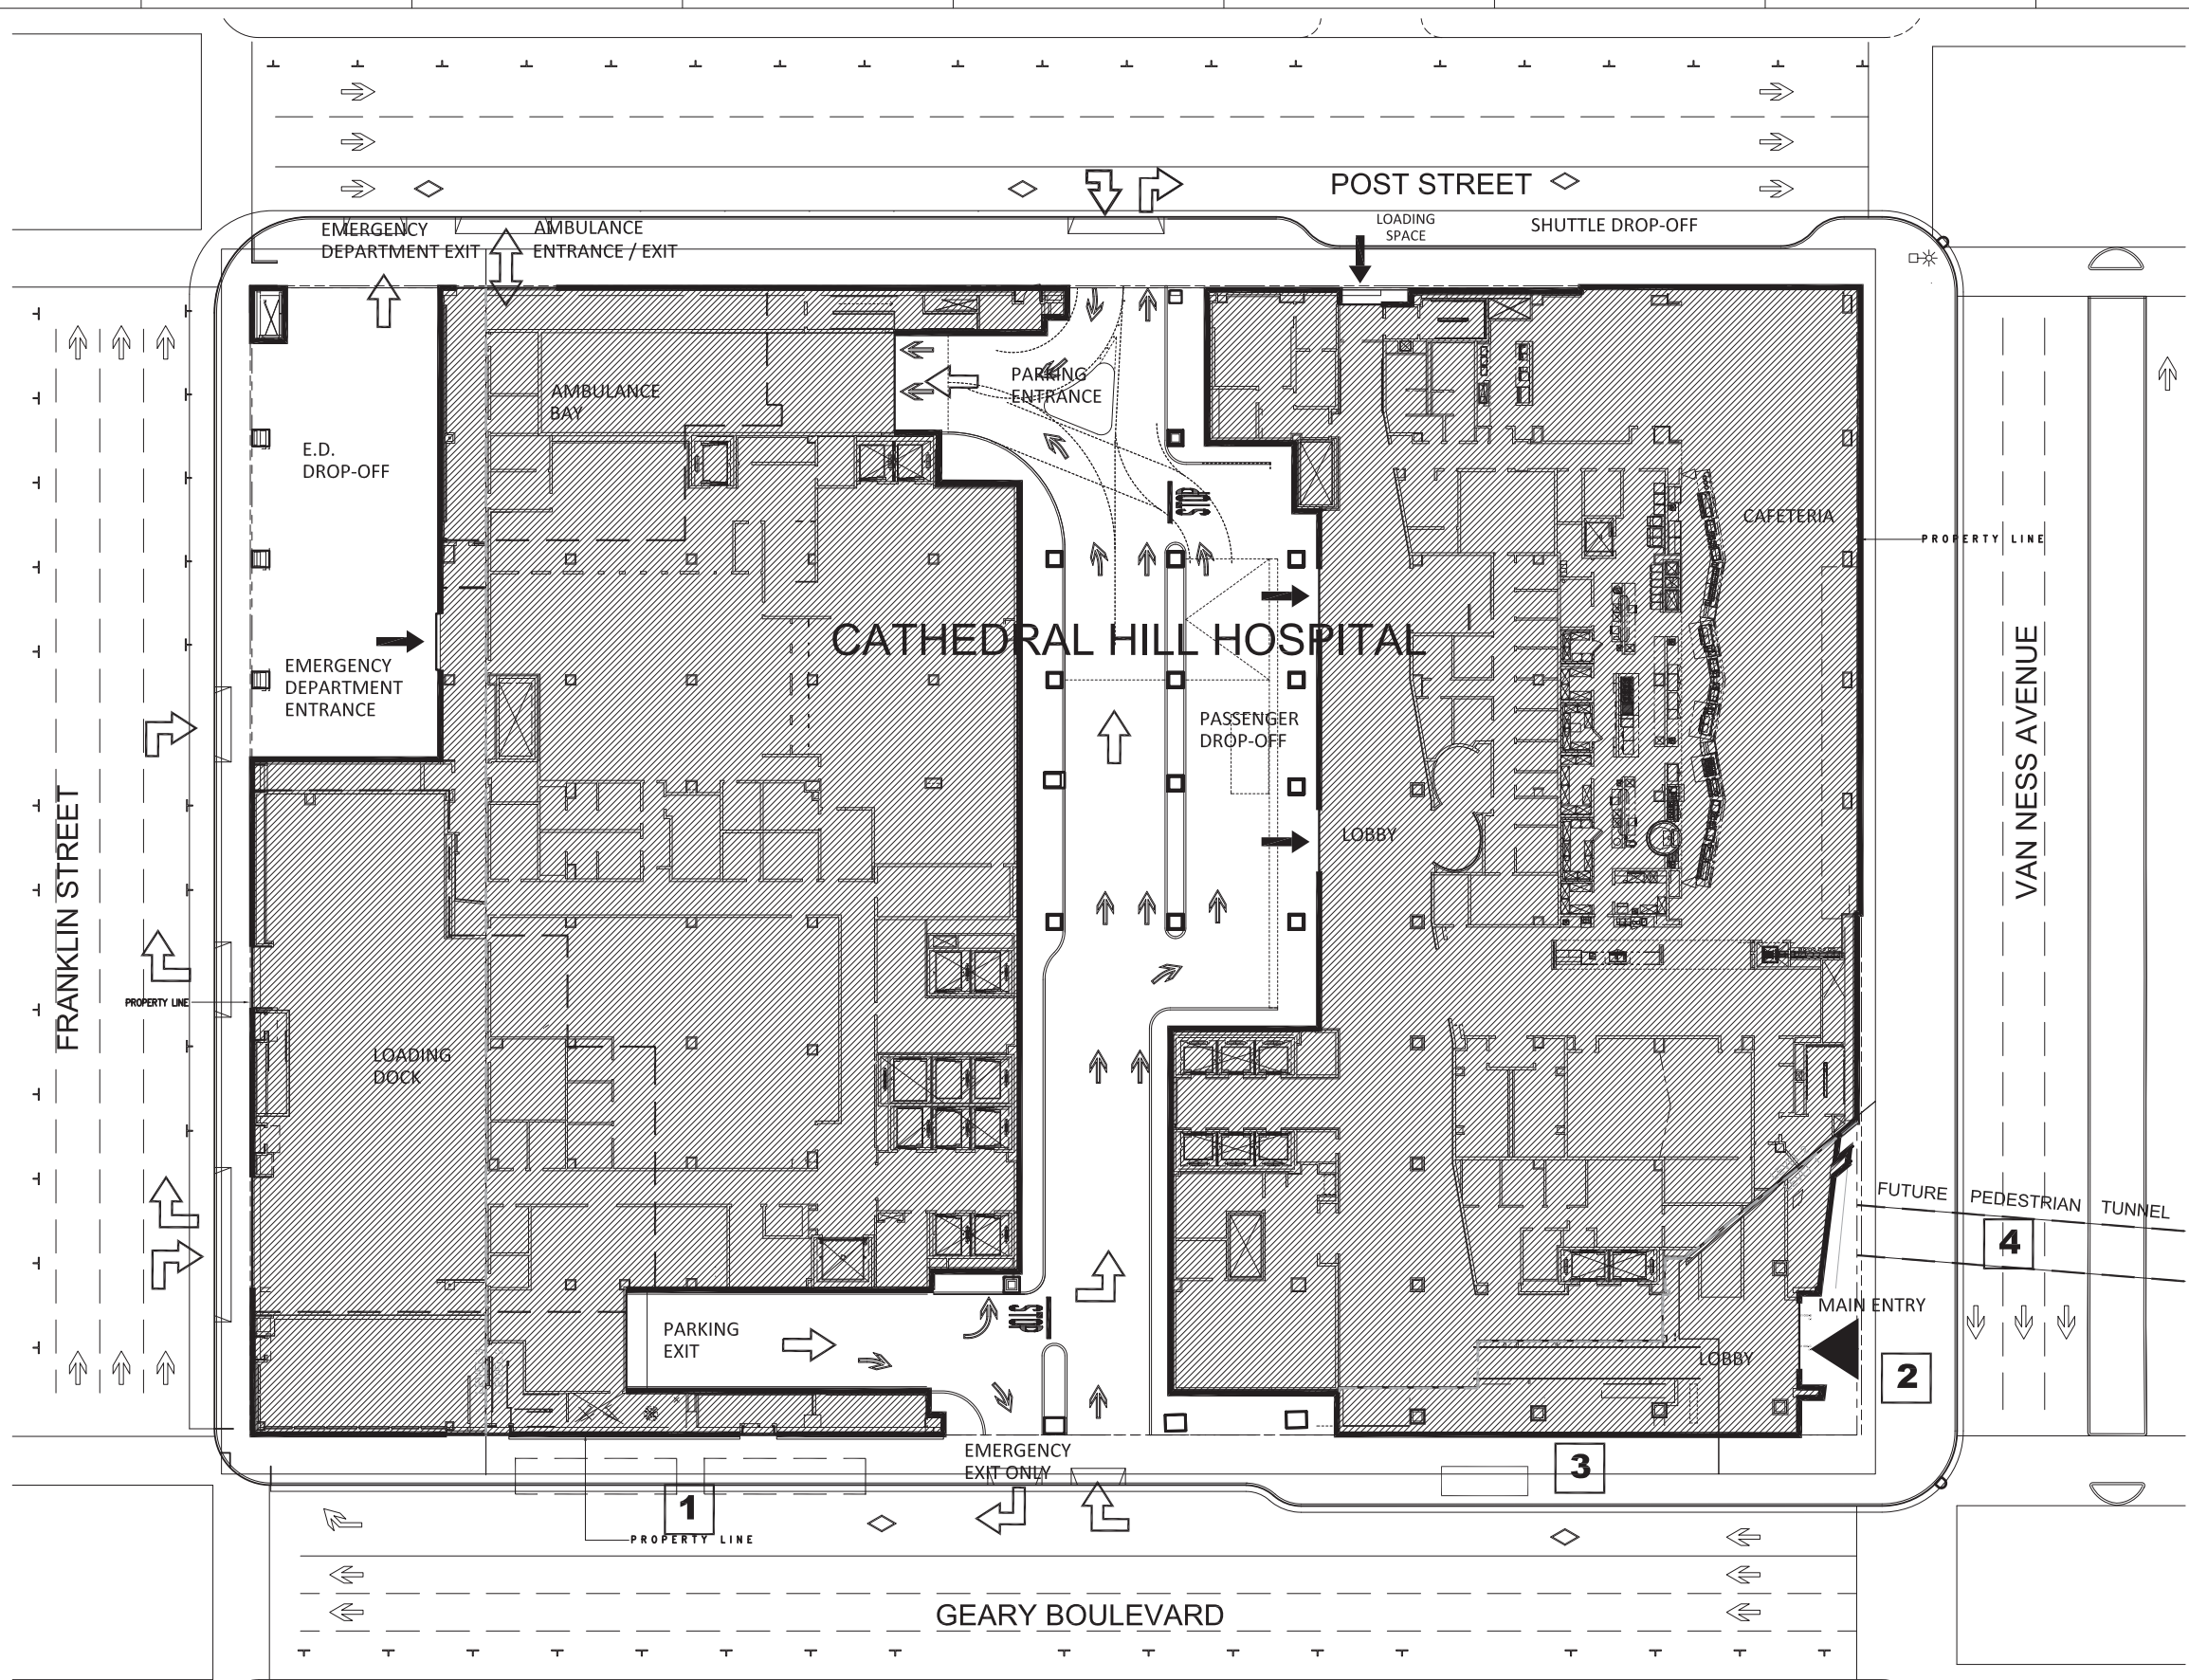 POST STREET
LOADING
SPACE
SHUTTLE DROP-OFF
EMERGENCY
DEPARTMENT EXIT
AMBULANCE
ENTRANCE / EXIT
PARKING
ENTRANCE
AMBULANCE
BAY
E.D.
DROP-OFF
STOP
CAFETERIA
PROPERTY LINE
CATHEDRAL HILL HOSPITAL
EMERGENCY
DEPARTMENT
ENTRANCE
PASSENGER
DROP-OFF
VAN NESS AVENUE
LOBBY
FRANKLIN STREET
PROPERTY LINE
LOADING
DOCK
FUTURE PEDESTRIAN TUNNEL
4
MAIN ENTRY
STOP
PARKING
EXIT
LOBBY
2
EMERGENCY
EXIT ONLY
3
1
PROPERTY LINE
GEARY BOULEVARD